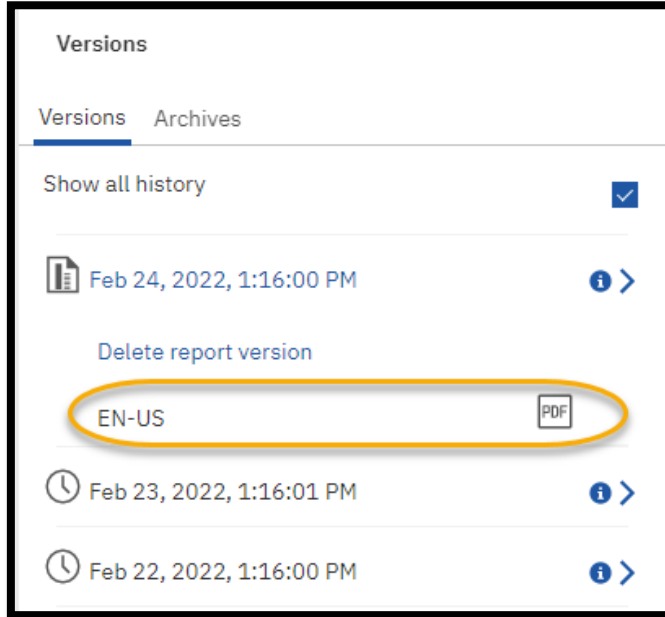 Versions
Versions Archives
Show all history
Feb 24, 2022, 1:16:00 PM
Delete report version
EN-US PDF
Feb 23, 2022, 1:16:01 PM
Feb 22, 2022, 1:16:00 PM